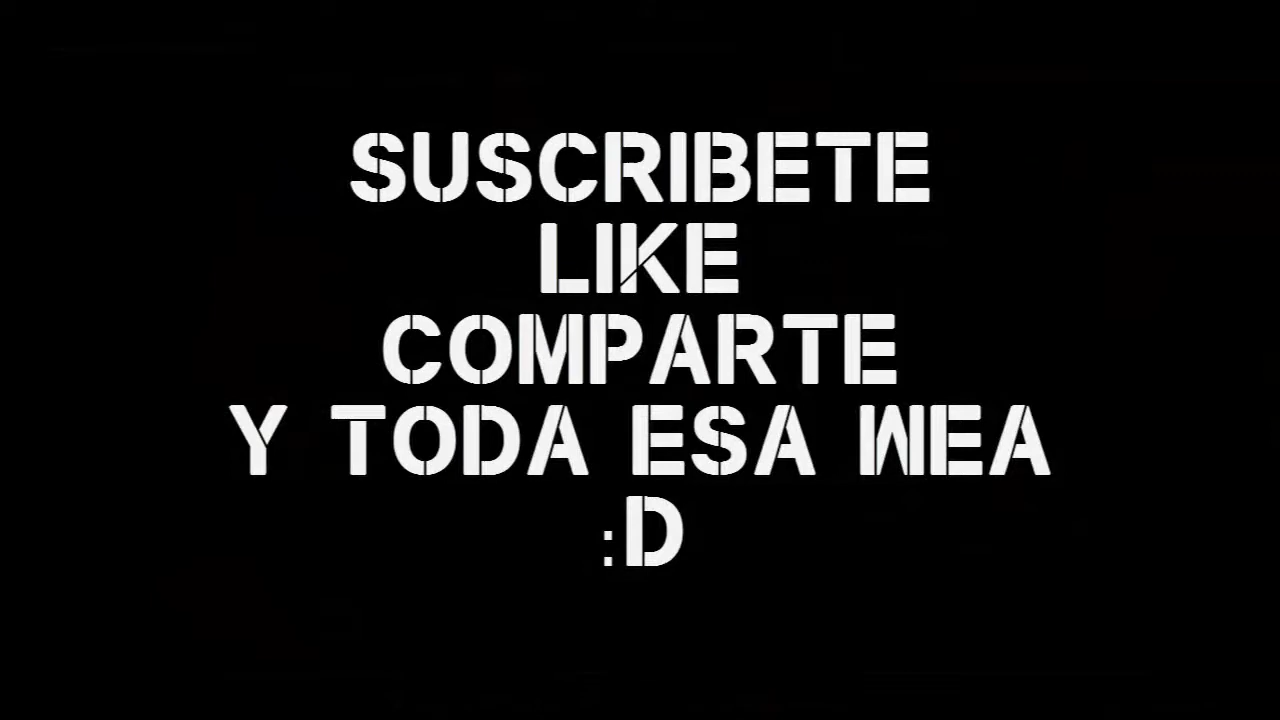 SUSCRIBETE
LIKE
COMPARTE
Y TODA ESA WEA
:D